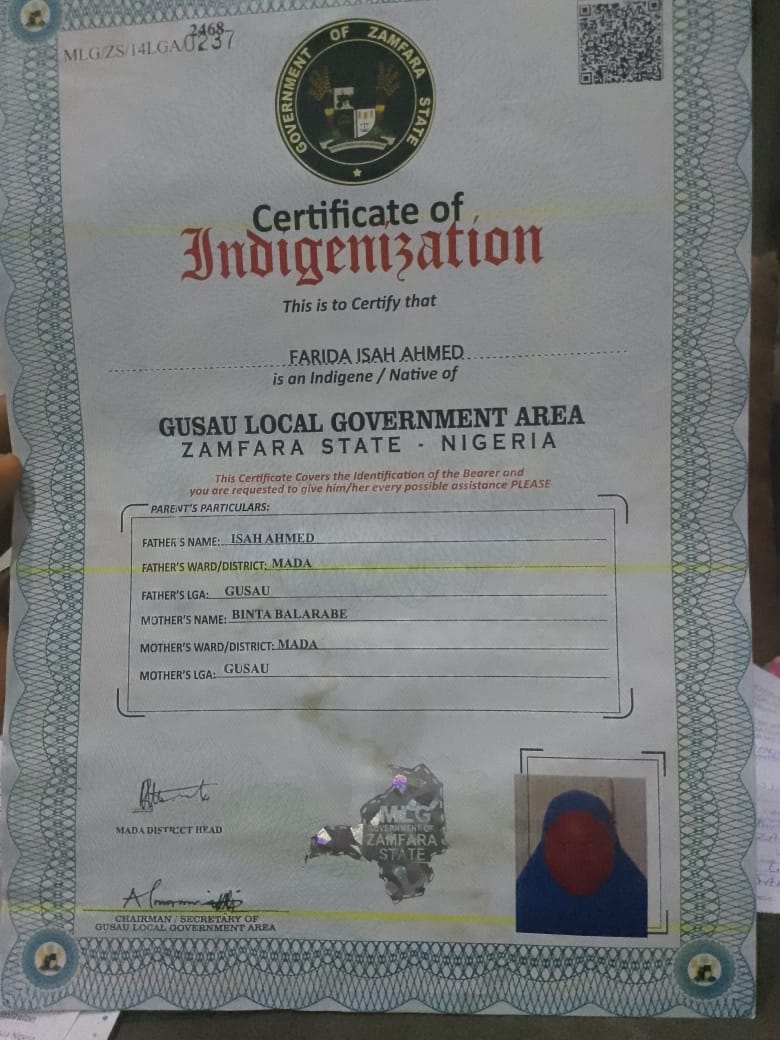 2468
MLG/ZS/14LGA/0237
GOVERNMENT OF ZAMFARA STATE
Certificate of
Indigenization
This is to Certify that
FARIDA ISAH AHMED
is an Indigene / Native of
GUSAU LOCAL GOVERNMENT AREA
ZAMFARA STATE - NIGERIA
This Certificate Covers the Identification of the Bearer and
you are requested to give him/her every possible assistance PLEASE
PARENT'S PARTICULARS:
FATHER'S NAME: ISAH AHMED
FATHER'S WARD/DISTRICT: MADA
FATHER'S LGA: GUSAU
MOTHER'S NAME: BINTA BALARABE
MOTHER'S WARD/DISTRICT: MADA
MOTHER'S LGA: GUSAU
MADA DISTRICT HEAD
MLG
GOVERNMENT OF
ZAMFARA
STATE
CHAIRMAN / SECRETARY OF
GUSAU LOCAL GOVERNMENT AREA